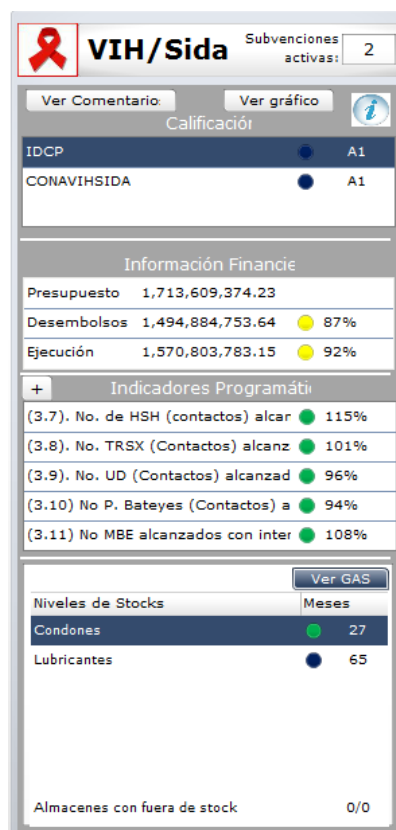 VIH/Sida
Subvenciones
activas:
2
Ver Comentario:
Ver gráfico
i
Calificación
IDCP A1
CONAVIHSIDA A1
Información Financie
Presupuesto 1,713,609,374.23
Desembolsos 1,494,884,753.64 87%
Ejecución 1,570,803,783.15 92%
+
Indicadores Programáti
(3.7). No. de HSH (contactos) alcar 115%
(3.8). No. TRSX (Contactos) alcanz 101%
(3.9). No. UD (Contactos) alcanzad 96%
(3.10) No P. Bateyes (Contactos) a 94%
(3.11) No MBE alcanzados con inter 108%
Ver GAS
Niveles de Stocks Meses
Condones 27
Lubricantes 65
Almacenes con fuera de stock 0/0